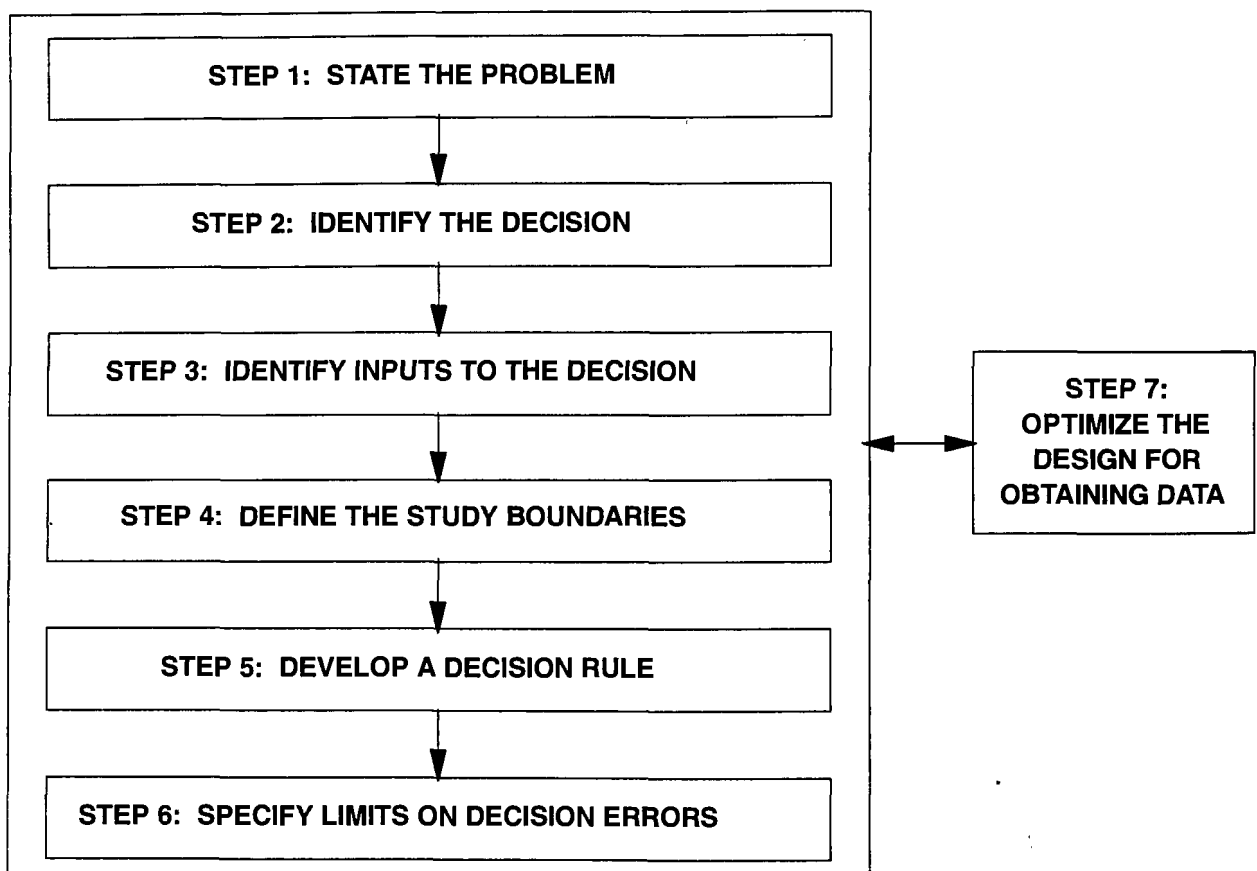 STEP 1: STATE THE PROBLEM
STEP 2: IDENTIFY THE DECISION
STEP 3: IDENTIFY INPUTS TO THE DECISION
STEP 4: DEFINE THE STUDY BOUNDARIES
STEP 5: DEVELOP A DECISION RULE
STEP 6: SPECIFY LIMITS ON DECISION ERRORS
STEP 7:
OPTIMIZE THE
DESIGN FOR
OBTAINING DATA